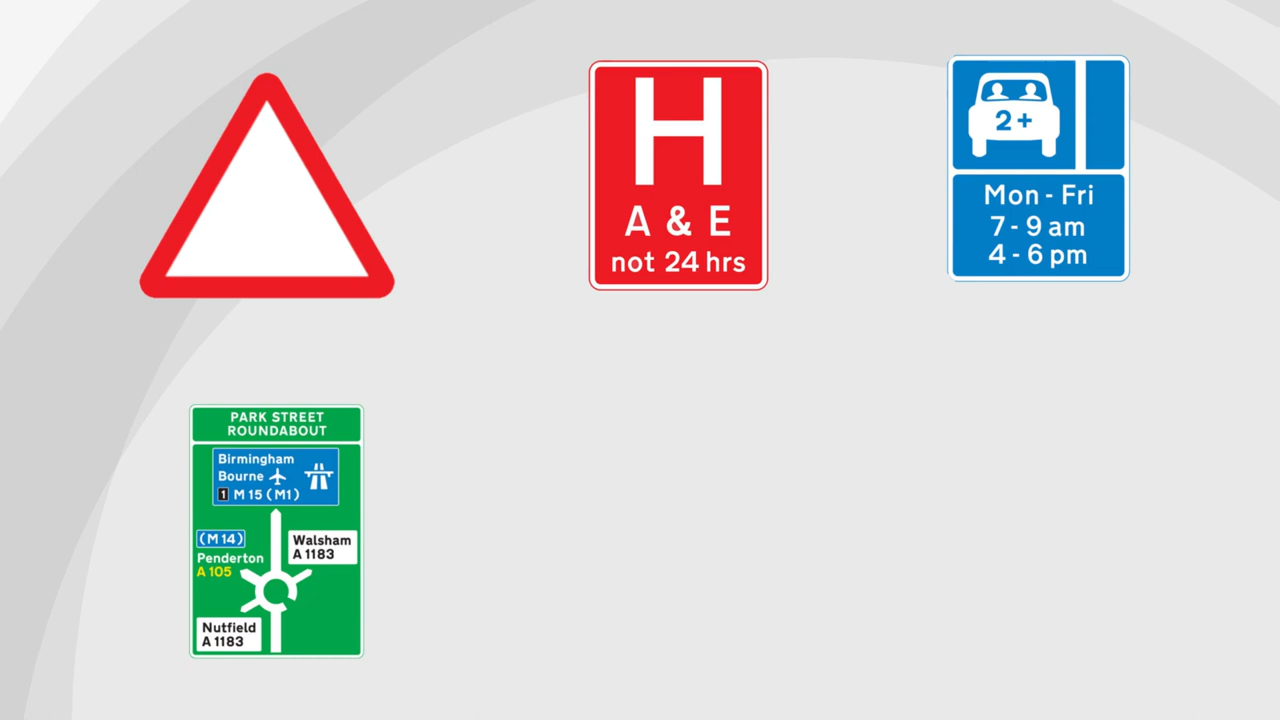 H
A & E
not 24 hrs
2+
Mon - Fri
7 - 9 am
4 - 6 pm
PARK STREET
ROUNDABOUT
Birmingham
Bourne
1 M 15 (M1)
(M 14)
Penderton
A 105
Walsham
A 1183
Nutfield
A 1183